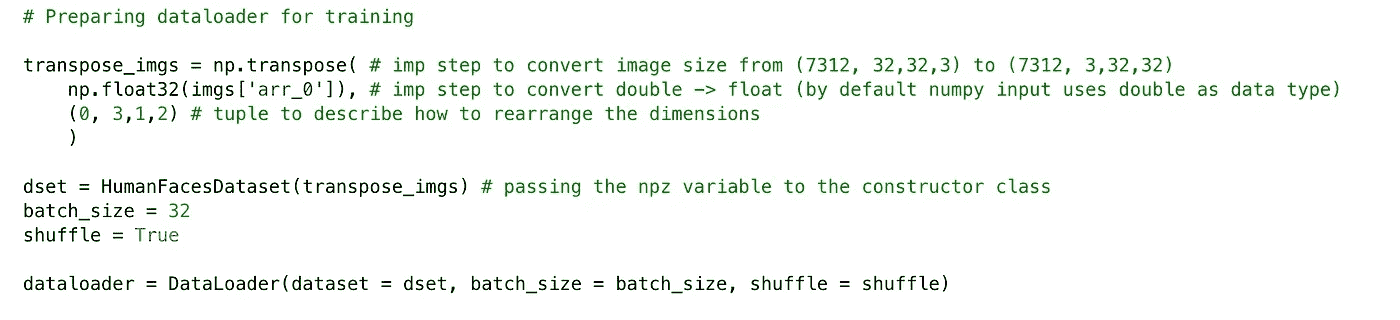 # Preparing dataloader for training
transpose_imgs = np.transpose( # imp step to convert image size from (7312, 32,32,3) to (7312, 3,32,32)
np.float32(imgs['arr_0']), # imp step to convert double -> float (by default numpy input uses double as data type)
(0, 3,1,2) # tuple to describe how to rearrange the dimensions
)
dset = HumanFacesDataset(transpose_imgs) # passing the npz variable to the constructor class
batch_size = 32
shuffle = True
dataloader = DataLoader(dataset = dset, batch_size = batch_size, shuffle = shuffle)